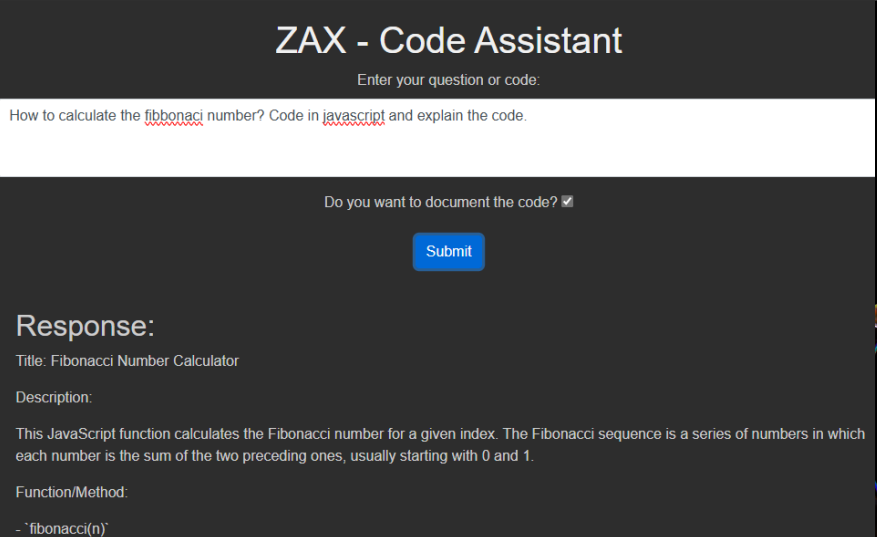 ZAX - Code Assistant
Enter your question or code:
How to calculate the fibbonaci number? Code in javascript and explain the code.
Do you want to document the code?
Submit
Response:
Title: Fibonacci Number Calculator
Description:
This JavaScript function calculates the Fibonacci number for a given index. The Fibonacci sequence is a series of numbers in which
each number is the sum of the two preceding ones, usually starting with 0 and 1.
Function/Method:
- `fibonacci(n)`